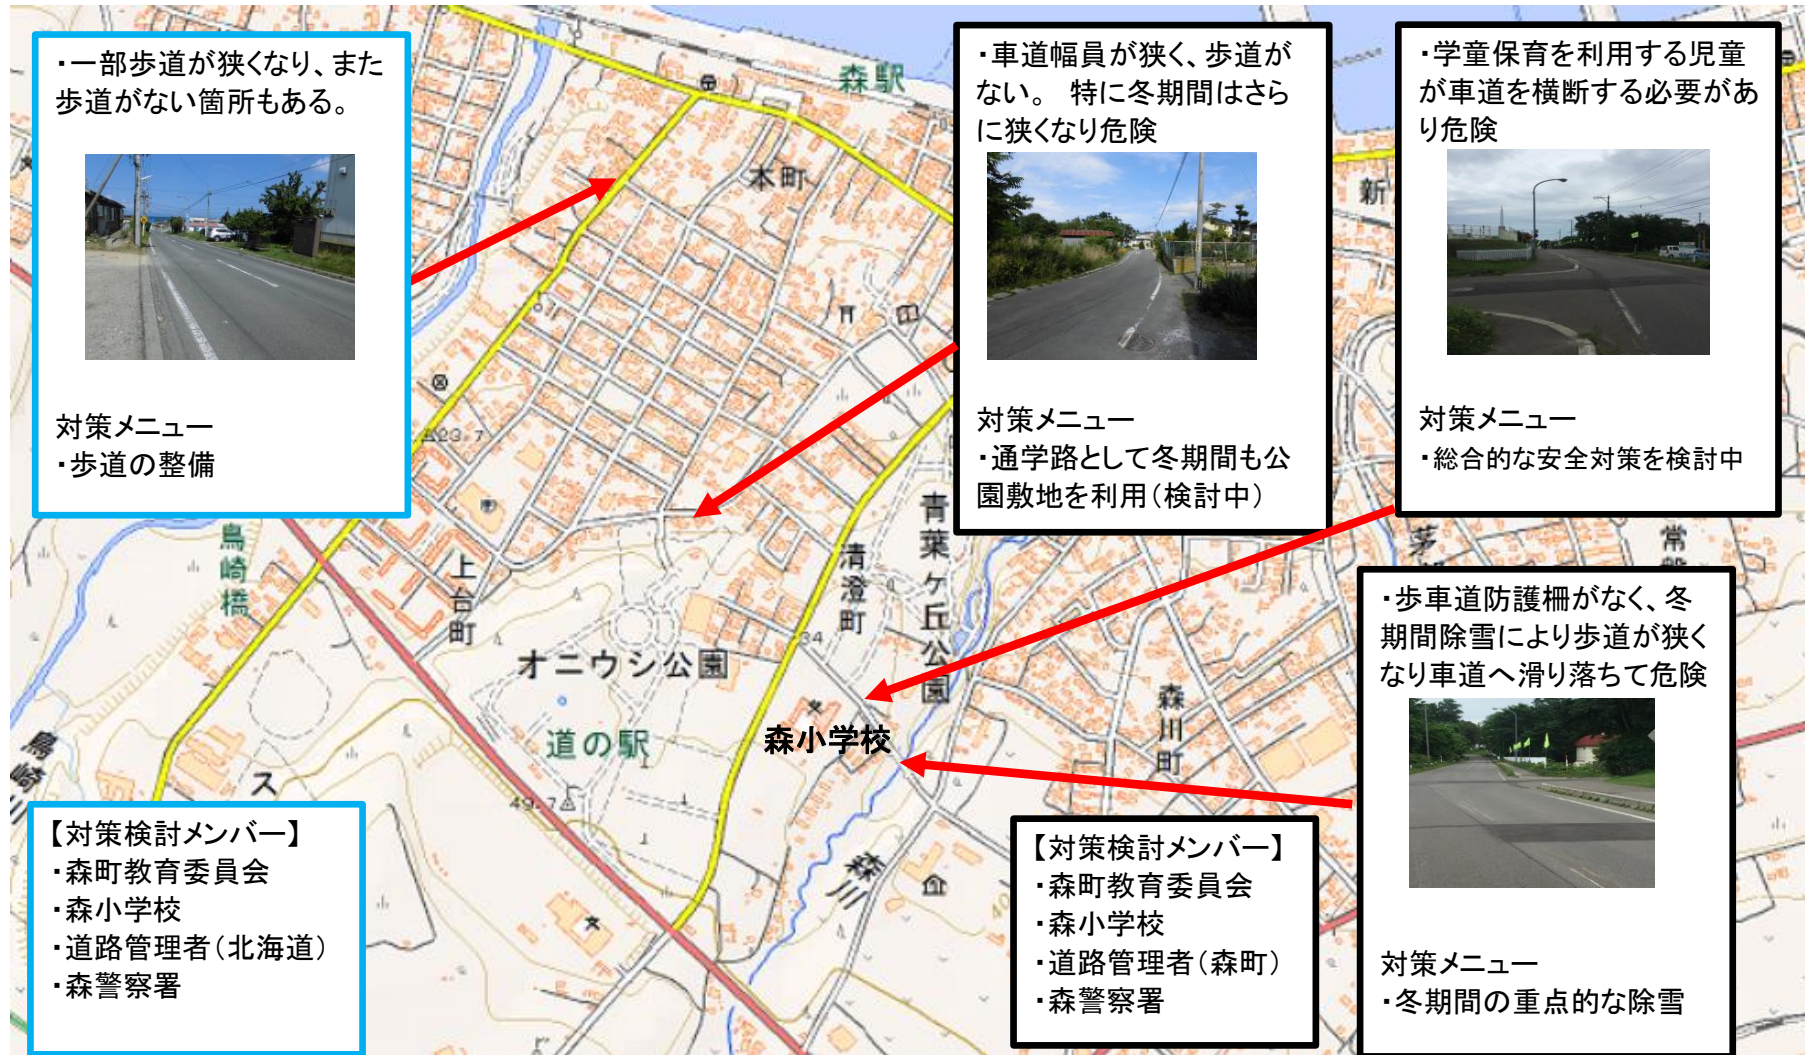 ・一部歩道が狭くなり、また
歩道がない箇所もある。
対策メニュー
・歩道の整備
・車道幅員が狭く、歩道が
ない。 特に冬期間はさら
に狭くなり危険
対策メニュー
・通学路として冬期間も公
園敷地を利用（検討中）
・学童保育を利用する児童
が車道を横断する必要があ
り危険
対策メニュー
・総合的な安全対策を検討中
・歩車道防護柵がなく、冬
期間除雪により歩道が狭く
なり車道へ滑り落ちて危険
対策メニュー
・冬期間の重点的な除雪
【対策検討メンバー】
・森町教育委員会
・森小学校
・道路管理者（北海道）
・森警察署
【対策検討メンバー】
・森町教育委員会
・森小学校
・道路管理者（森町）
・森警察署
森駅
本町
新
23.7
鳥崎橋
上台町
清澄町
青葉ヶ丘公園
34
オニウシ公園
道の駅
森小学校
森川町
常
茅
鳥崎川
ス
49.7
森川
40